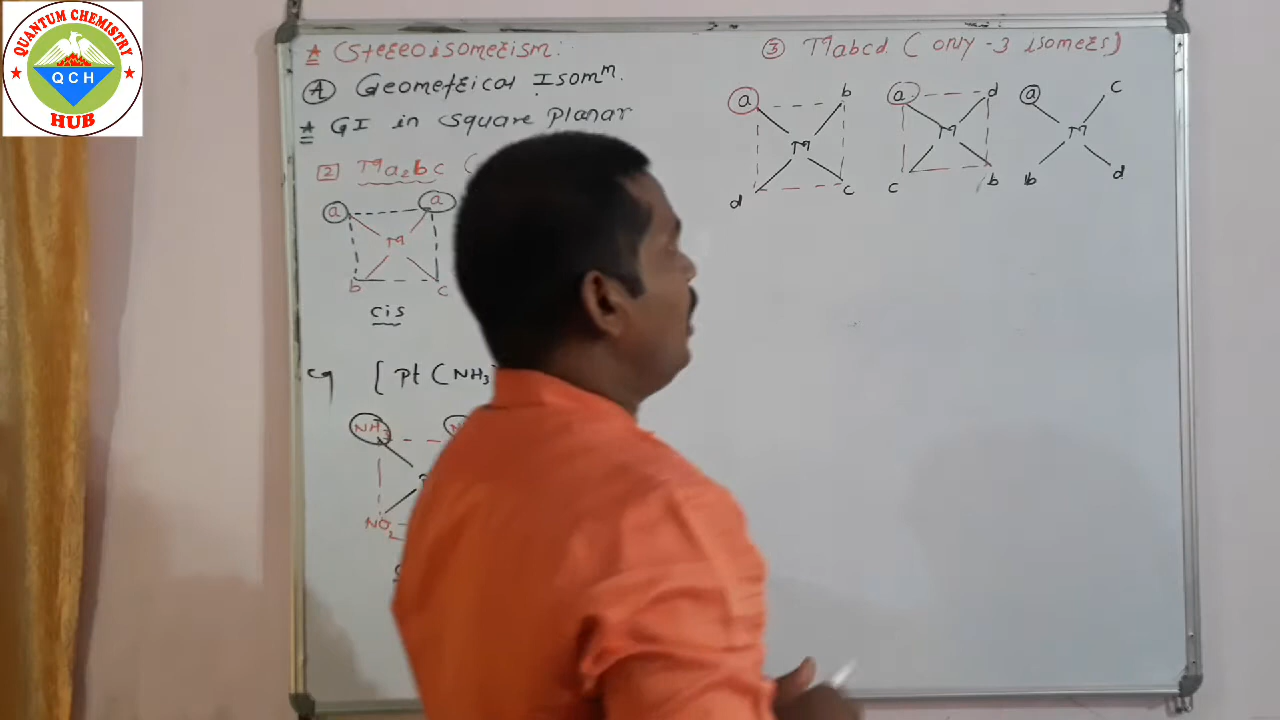 QUANTUM CHEMISTRY
QCH
HUB
* Stereoisomerism:
(A) Geometrical Isomm.
* GI in square planar
2 Ma2bc (
a a
M
b c
cis
eg [Pt(NH3)
NH3 N
NO2
③ Mabcd (only -3 isomers)
a b
M
d c
a d
M
c b
a c
M
b d